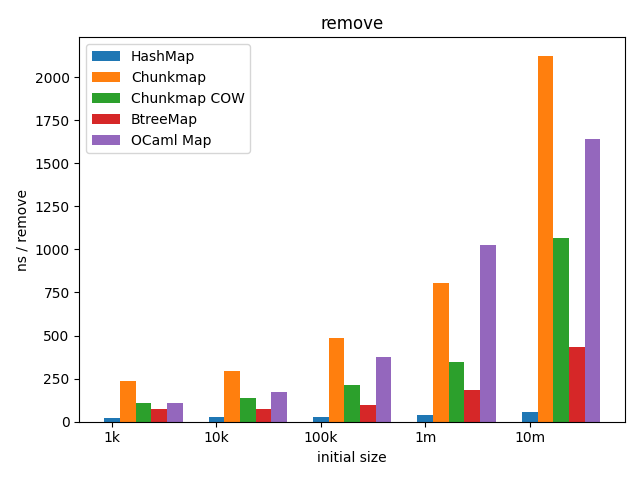 remove
HashMap
Chunkmap
Chunkmap COW
BtreeMap
OCaml Map
ns / remove
2000
1750
1500
1250
1000
750
500
250
0
1k 10k 100k 1m 10m
initial size